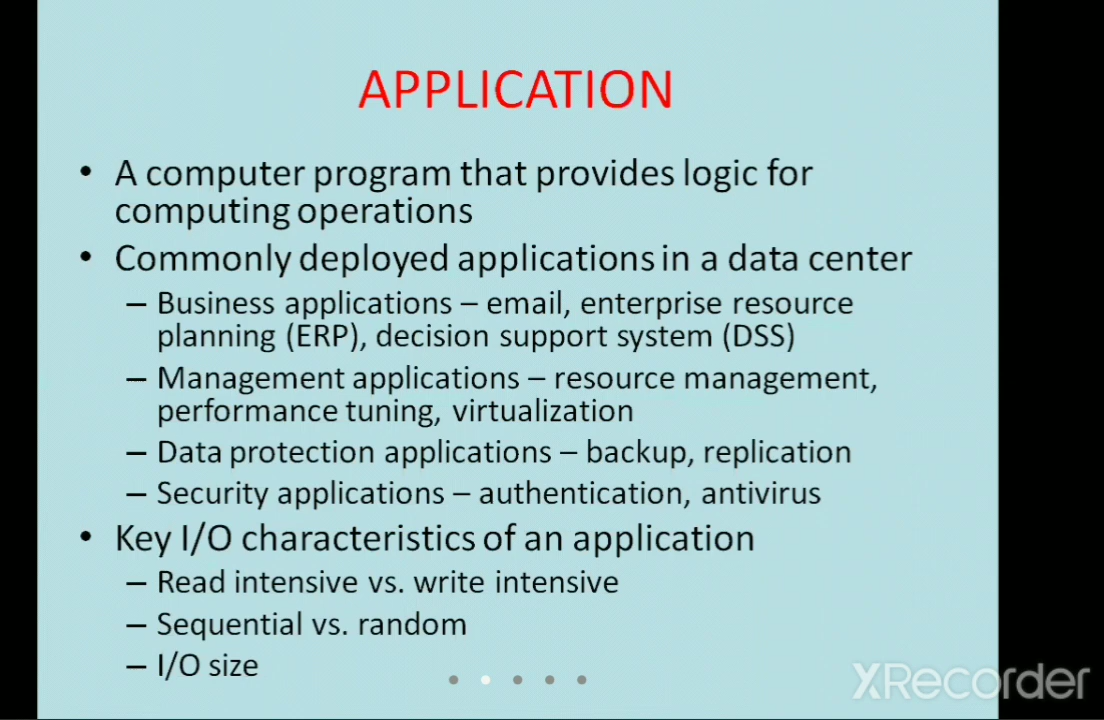 APPLICATION
• A computer program that provides logic for
computing operations
• Commonly deployed applications in a data center
– Business applications – email, enterprise resource
planning (ERP), decision support system (DSS)
– Management applications – resource management,
performance tuning, virtualization
– Data protection applications – backup, replication
– Security applications – authentication, antivirus
• Key I/O characteristics of an application
– Read intensive vs. write intensive
– Sequential vs. random
– I/O size
XRecorder